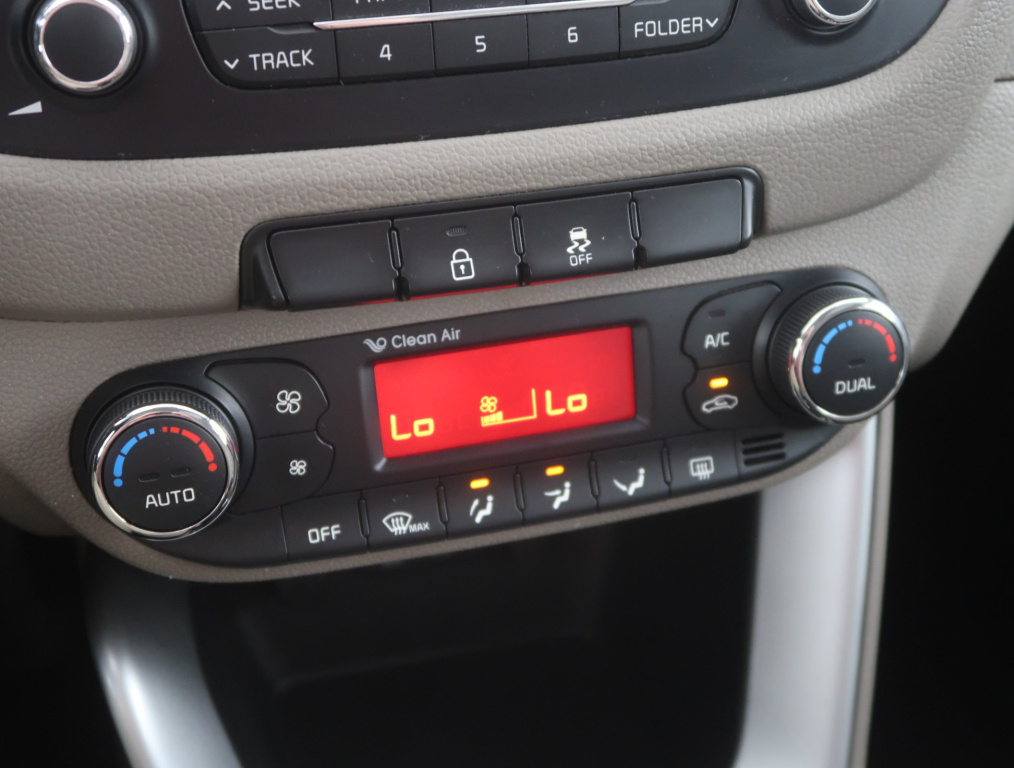 SEEK
TRACK
4
5
6
FOLDER
OFF
Clean Air
A/C
Lo
Lo
DUAL
AUTO
OFF
MAX